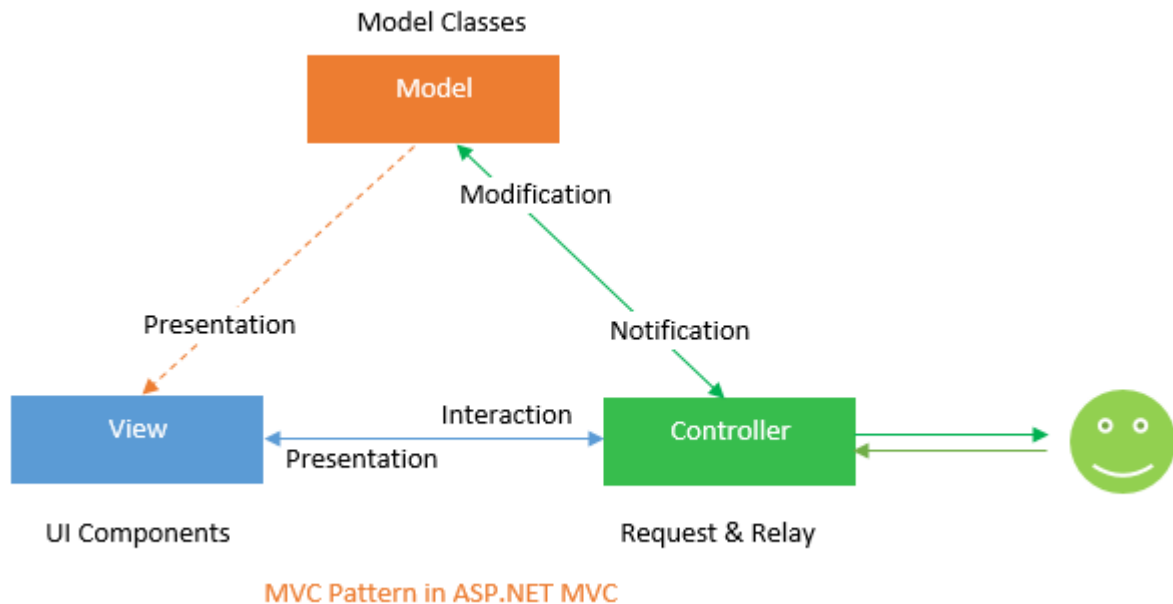 Model Classes
Model
Modification
Presentation
Notification
View
Interaction
Controller
Presentation
UI Components
Request & Relay
MVC Pattern in ASP.NET MVC